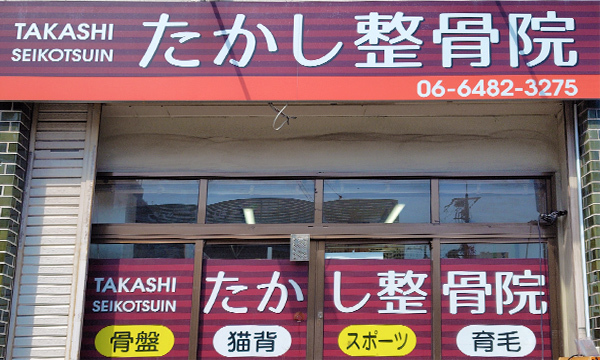 TAKASHI
SEIKOTSUIN
たかし整骨院
06-6482-3275
TAKASHI
SEIKOTSUIN
たかし整骨院
骨盤
猫背
スポーツ
育毛